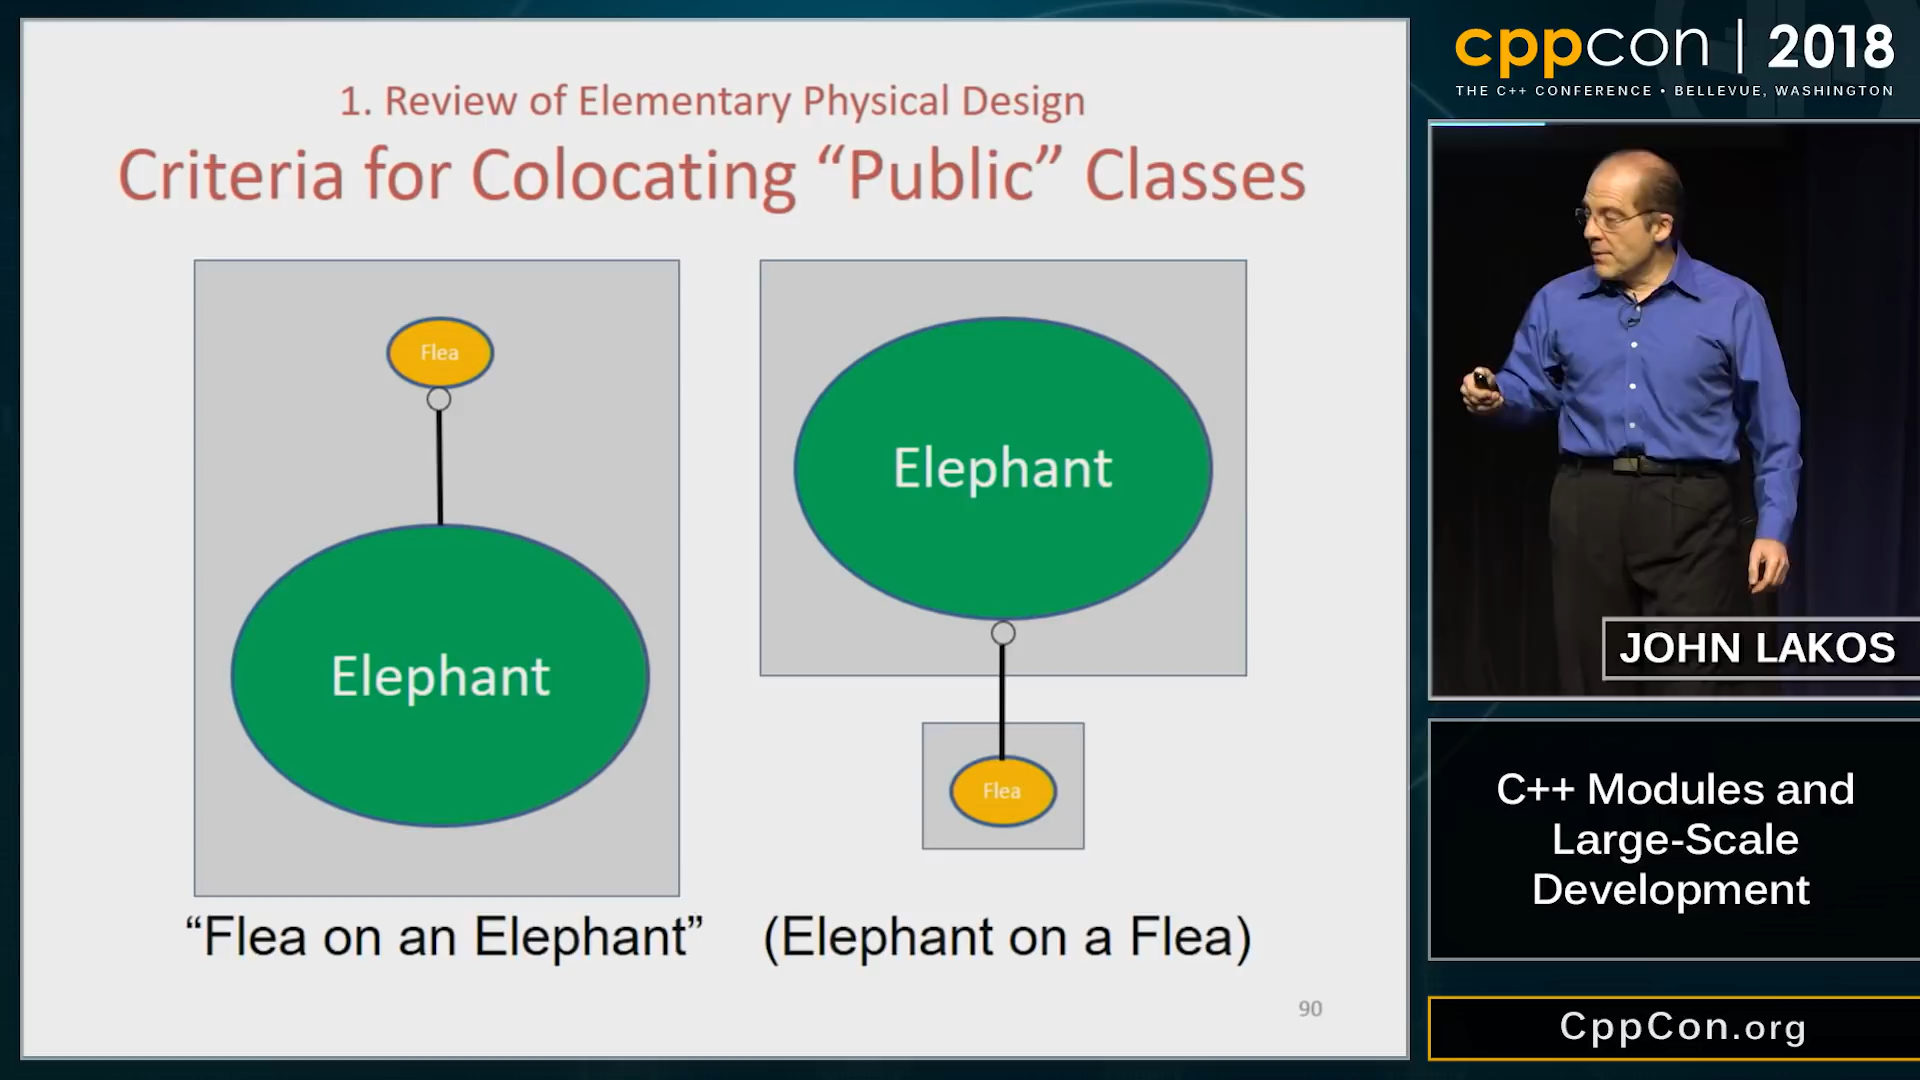 1. Review of Elementary Physical Design
Criteria for Colocating “Public” Classes
Flea
Elephant
“Flea on an Elephant”
Elephant
Flea
(Elephant on a Flea)
90
cppcon | 2018
THE C++ CONFERENCE • BELLEVUE, WASHINGTON
JOHN LAKOS
C++ Modules and
Large-Scale
Development
CppCon.org